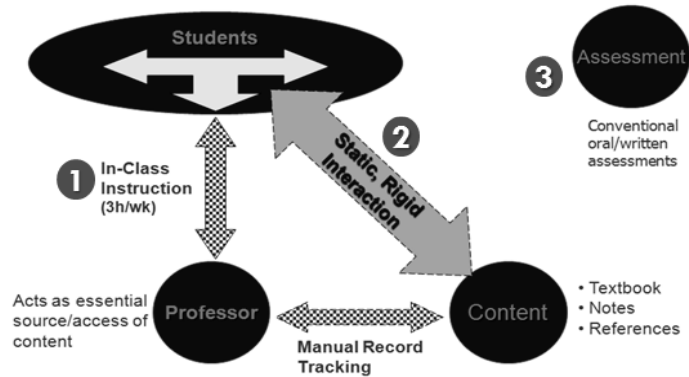 Students
3
Assessment
Conventional
oral/written
assessments
1
In-Class
Instruction
(3h/wk)
2
Static, Rigid
Interaction
Acts as essential
source/access of
content
Professor
Manual Record
Tracking
Content
• Textbook
• Notes
• References